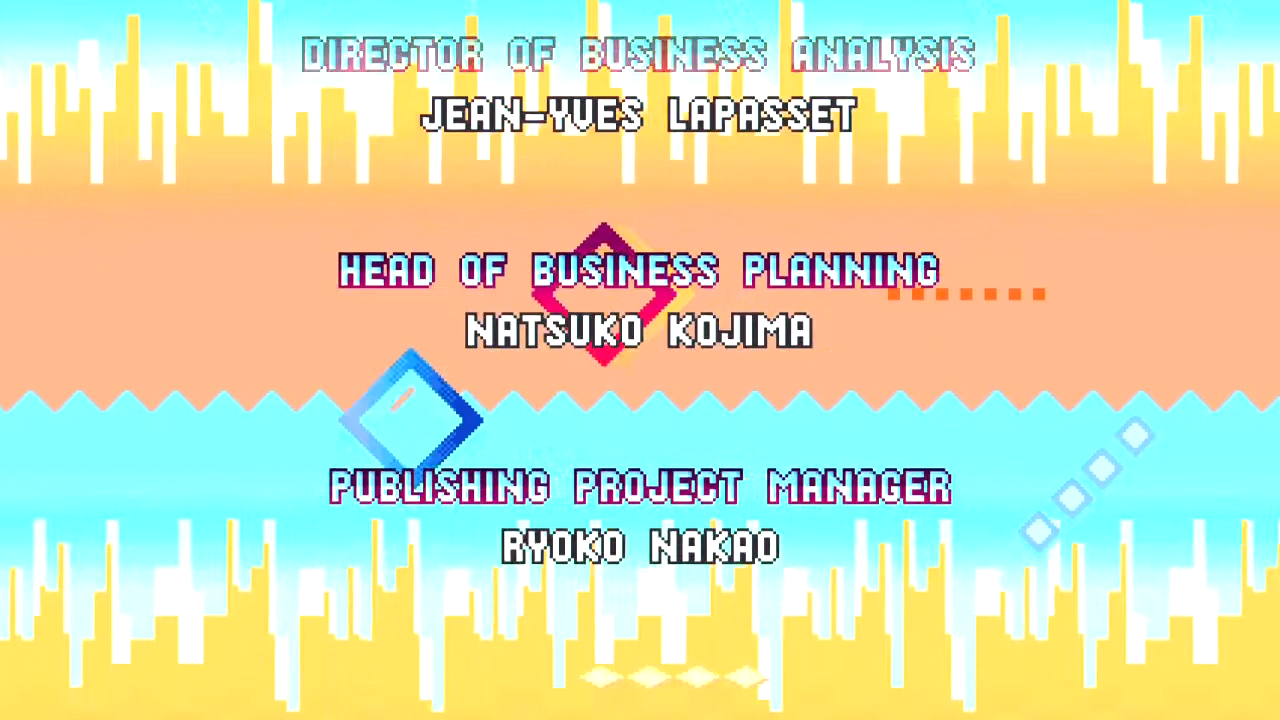 DIRECTOR OF BUSINESS ANALYSIS
JEAN-YVES LAPASSET
HEAD OF BUSINESS PLANNING
NATSUKO KOJIMA
PUBLISHING PROJECT MANAGER
RYOKO NAKAO